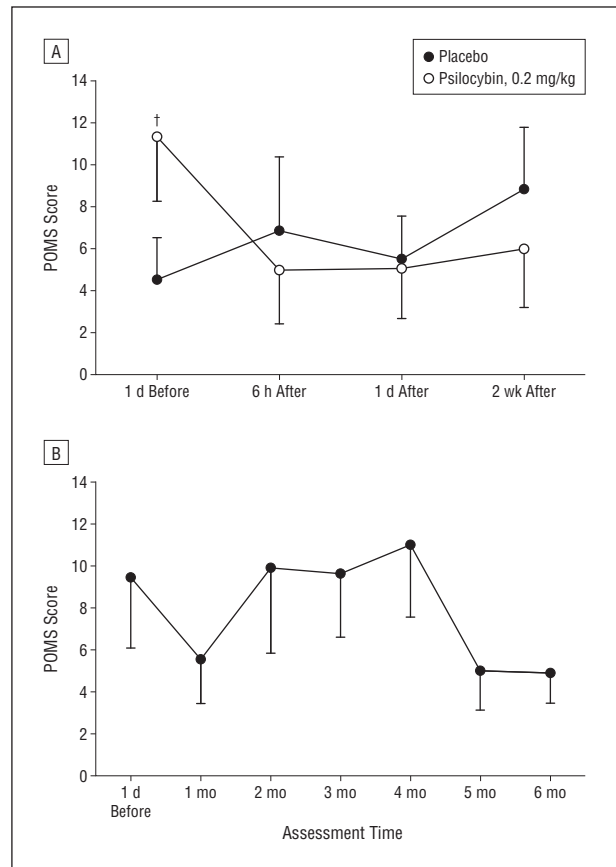 A
Placebo
Psilocybin, 0.2 mg/kg
14
12
10
8
6
4
2
0
†
POMS Score
1 d Before
6 h After
1 d After
2 wk After
B
14
12
10
8
6
4
2
0
POMS Score
1 d
Before
1 mo
2 mo
3 mo
4 mo
5 mo
6 mo
Assessment Time